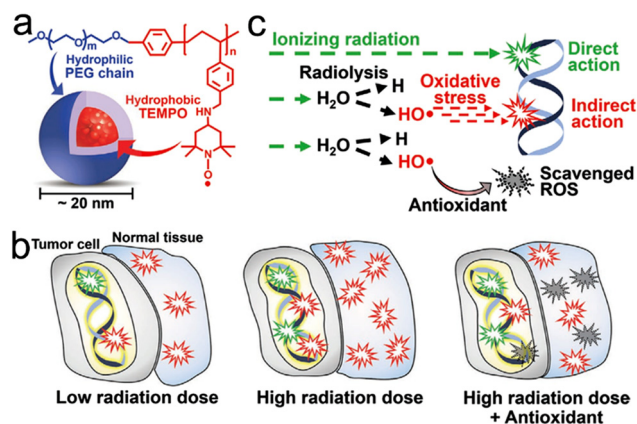 a
Me
O
O
m
O
n
Hydrophilic
PEG chain
Hydrophobic
TEMPO
HN
N
O
~ 20 nm
c
Ionizing radiation
Direct
action
Radiolysis
H
H₂O
HO•
Oxidative
stress
Indirect
action
H
H₂O
HO•
Antioxidant
Scavenged
ROS
b
Tumor cell
Normal tissue
Low radiation dose
High radiation dose
High radiation dose
+ Antioxidant